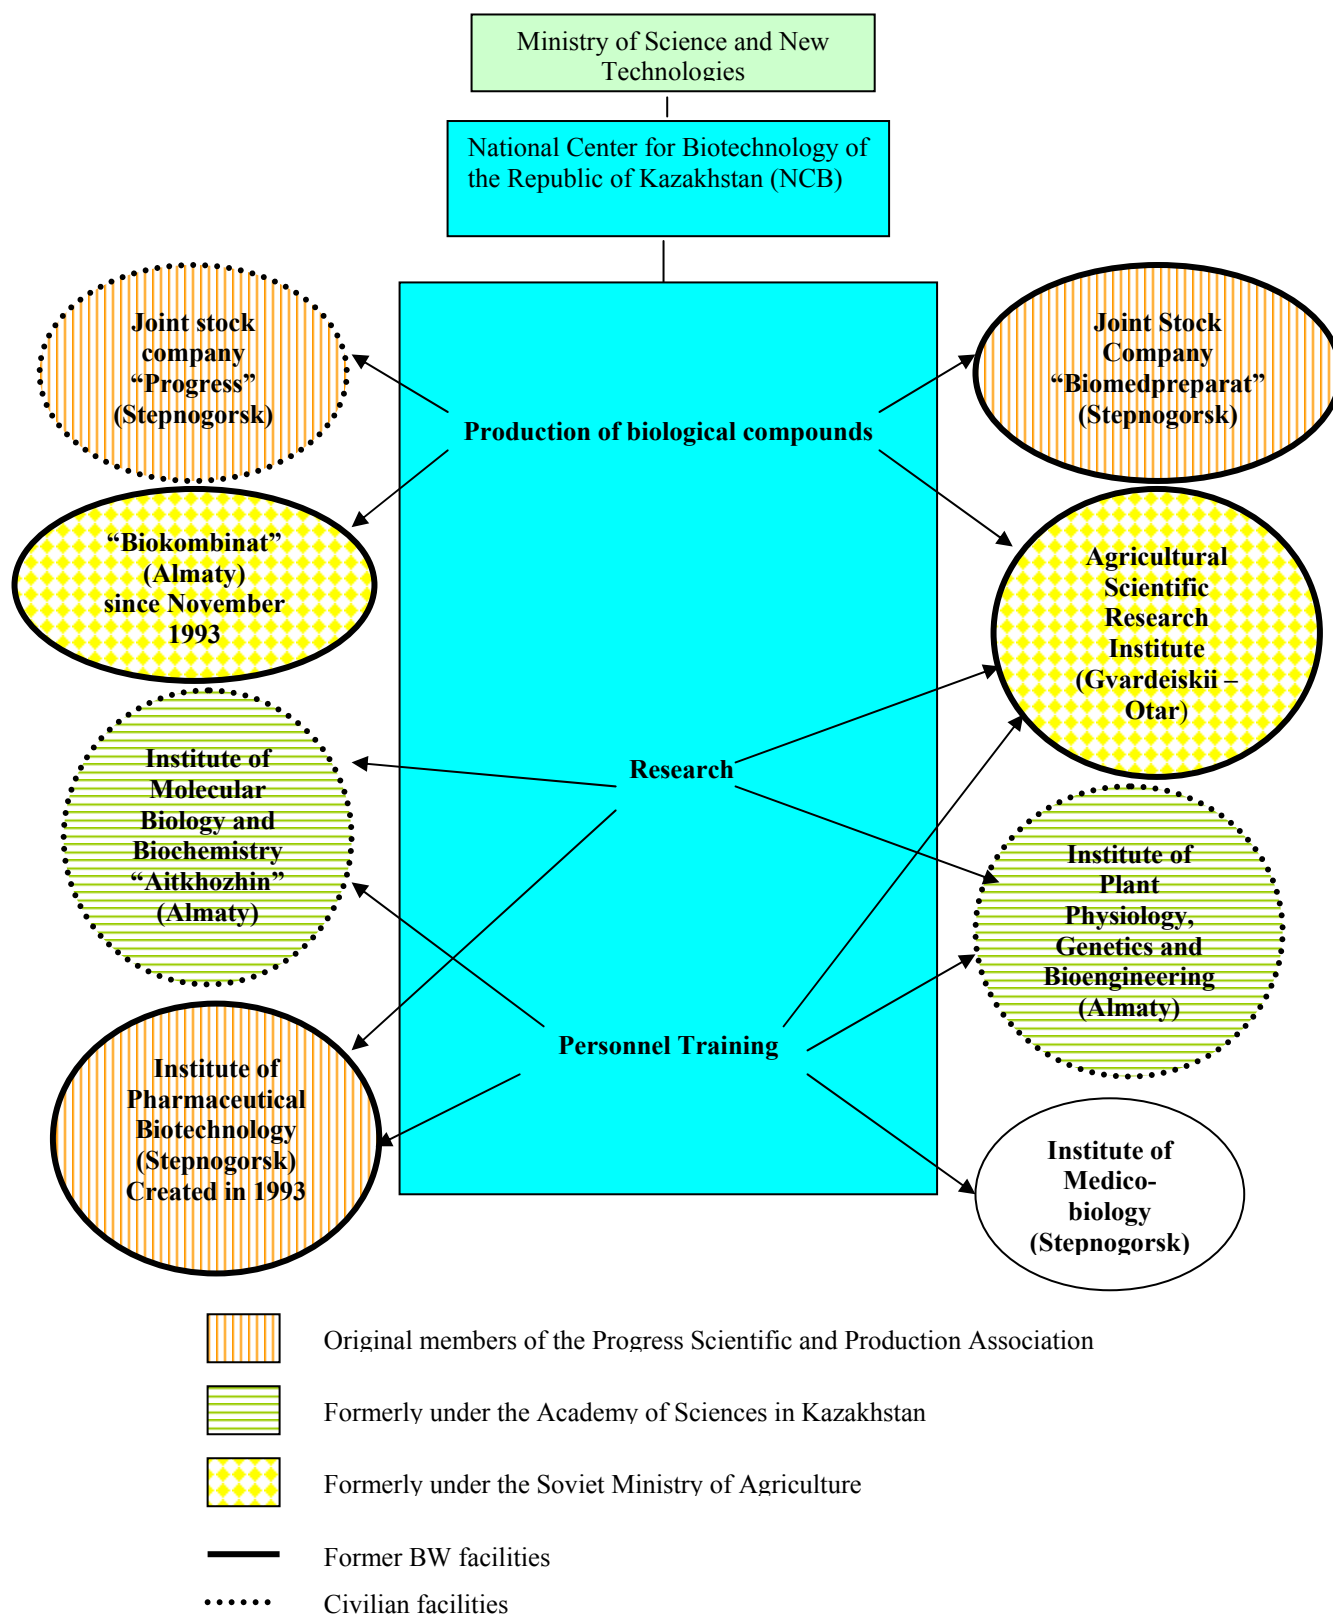 Ministry of Science and New
Technologies
National Center for Biotechnology of
the Republic of Kazakhstan (NCB)
Joint stock
company
“Progress”
(Stepnogorsk)
Joint Stock
Company
“Biomedpreparat”
(Stepnogorsk)
Production of biological compounds
“Biokombinat”
(Almaty)
since November
1993
Agricultural
Scientific
Research
Institute
(Gvardeiskii –
Otar)
Research
Institute of
Molecular
Biology and
Biochemistry
“Aitkhozhin”
(Almaty)
Institute of
Plant
Physiology,
Genetics and
Bioengineering
(Almaty)
Personnel Training
Institute of
Pharmaceutical
Biotechnology
(Stepnogorsk)
Created in 1993
Institute of
Medico-
biology
(Stepnogorsk)
Original members of the Progress Scientific and Production Association
Formerly under the Academy of Sciences in Kazakhstan
Formerly under the Soviet Ministry of Agriculture
Former BW facilities
Civilian facilities